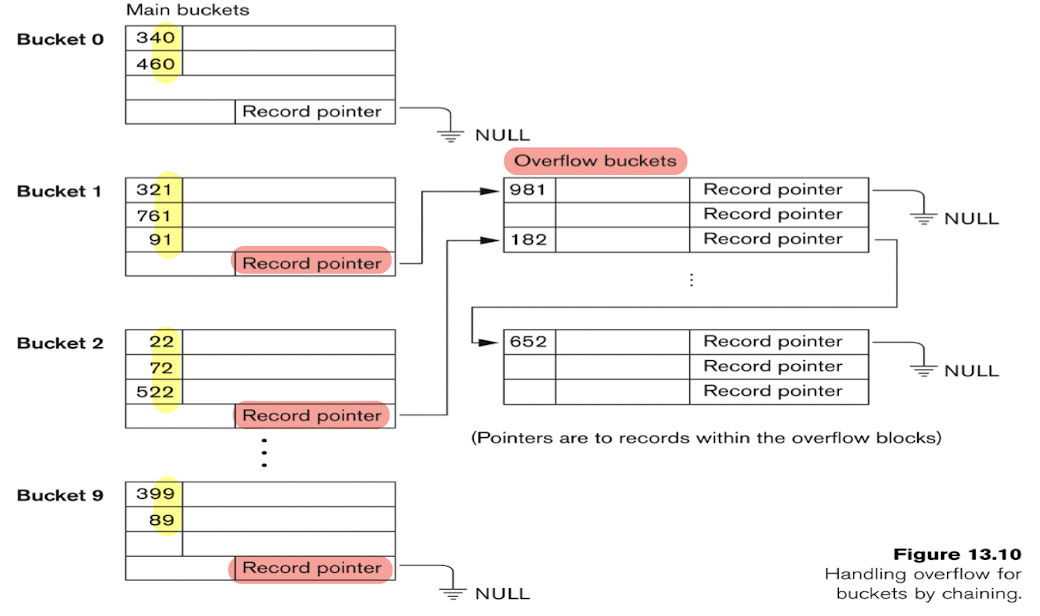 Main buckets
Bucket 0
340
460
Record pointer
NULL
Bucket 1
321
761
91
Record pointer
Overflow buckets
981 Record pointer
Record pointer
182 Record pointer
NULL
Bucket 2
22
72
522
Record pointer
652 Record pointer
Record pointer
Record pointer
NULL
(Pointers are to records within the overflow blocks)
Bucket 9
399
89
Record pointer
NULL
Figure 13.10
Handling overflow for
buckets by chaining.